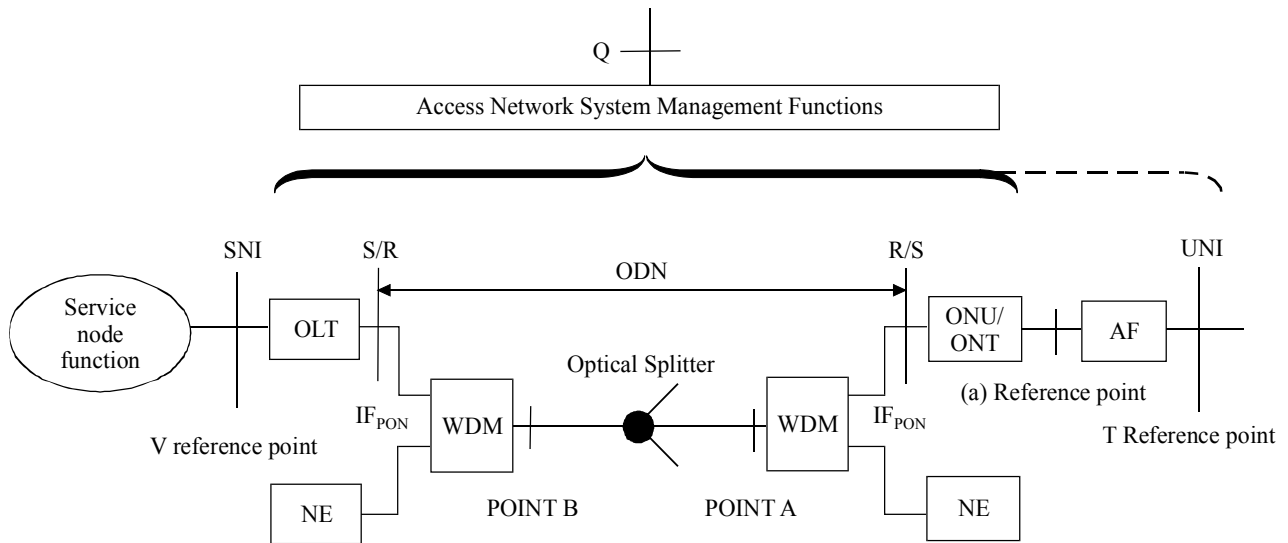 Q
Access Network System Management Functions
SNI
S/R
R/S
UNI
ODN
Service
node
function
OLT
ONU/
ONT
AF
Optical Splitter
(a) Reference point
IFPON
WDM
WDM
IFPON
V reference point
T Reference point
NE
POINT B
POINT A
NE